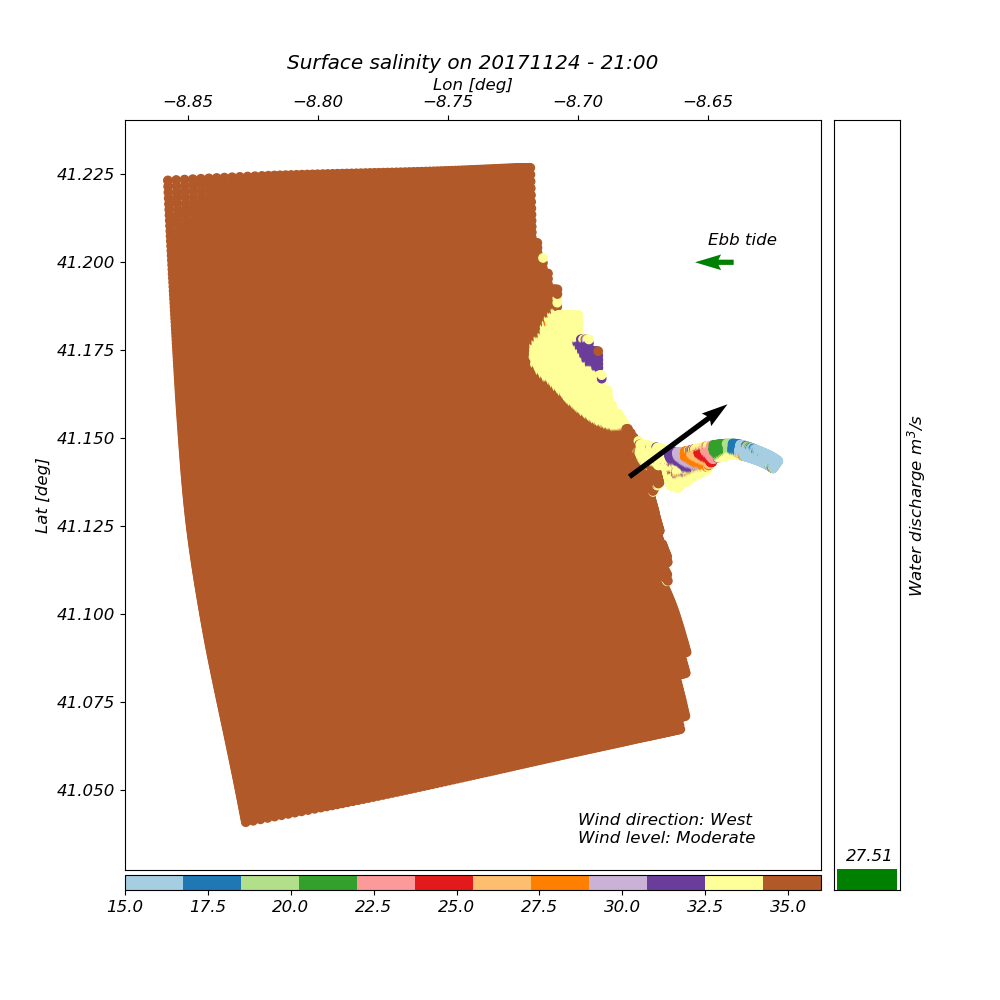 Surface salinity on 20171124 - 21:00
Lon [deg]
−8.85 −8.80 −8.75 −8.70 −8.65
41.225
41.200
41.175
41.150
41.125
41.100
41.075
41.050
Lat [deg]
Ebb tide
Wind direction: West
Wind level: Moderate
15.0 17.5 20.0 22.5 25.0 27.5 30.0 32.5 35.0
27.51
Water discharge m³/s